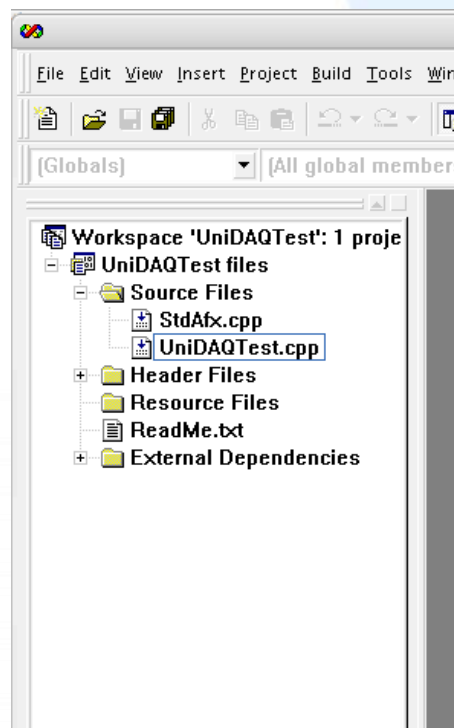 File Edit View Insert Project Build Tools Win
(Globals) (All global member
Workspace 'UniDAQTest': 1 proje
UniDAQTest files
Source Files
StdAfx.cpp
UniDAQTest.cpp
Header Files
Resource Files
ReadMe.txt
External Dependencies